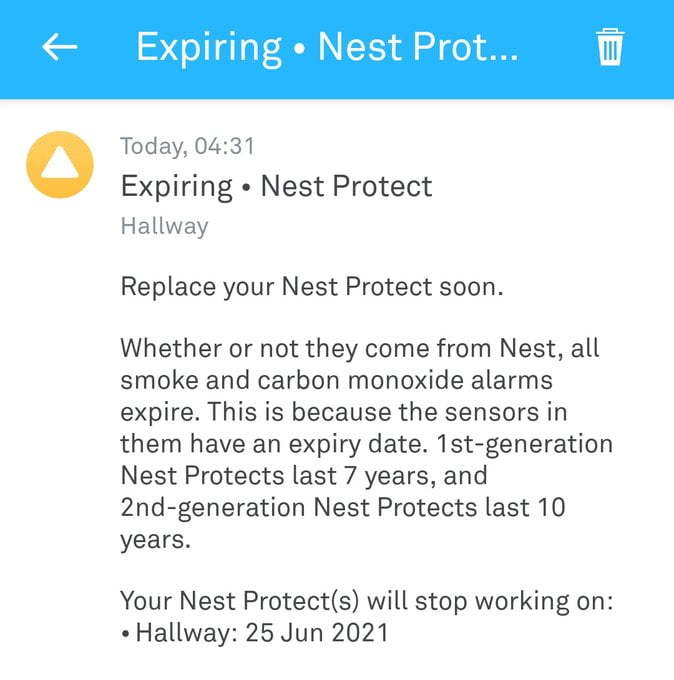 Expiring • Nest Prot...
Today, 04:31
Expiring • Nest Protect
Hallway
Replace your Nest Protect soon.
Whether or not they come from Nest, all
smoke and carbon monoxide alarms
expire. This is because the sensors in
them have an expiry date. 1st-generation
Nest Protects last 7 years, and
2nd-generation Nest Protects last 10
years.
Your Nest Protect(s) will stop working on:
• Hallway: 25 Jun 2021